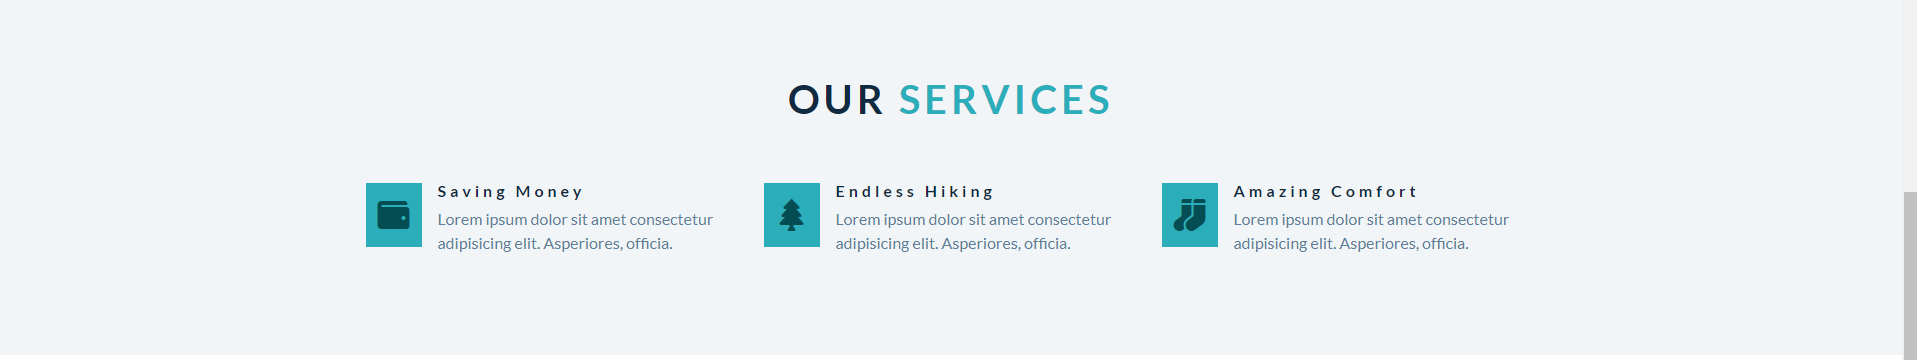 OUR SERVICES
Saving Money
Lorem ipsum dolor sit amet consectetur
adipisicing elit. Asperiores, officia.
Endless Hiking
Lorem ipsum dolor sit amet consectetur
adipisicing elit. Asperiores, officia.
Amazing Comfort
Lorem ipsum dolor sit amet consectetur
adipisicing elit. Asperiores, officia.